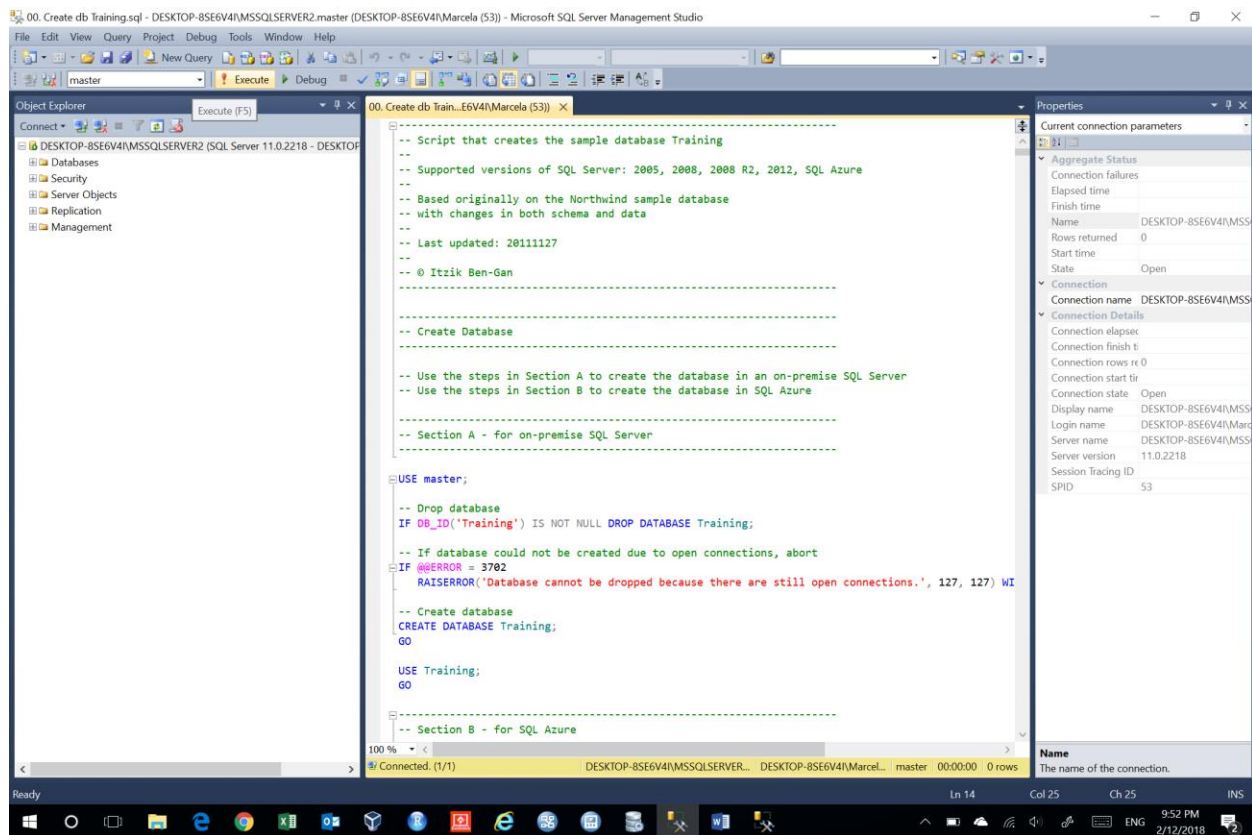 00. Create db Training.sql - DESKTOP-8SE6V4I\MSSQLSERVER2.master (DESKTOP-8SE6V4I\Marcela (53)) - Microsoft SQL Server Management Studio
File Edit View Query Project Debug Tools Window Help
New Query
master Execute Debug
Execute (F5)
Object Explorer
Connect
DESKTOP-8SE6V4I\MSSQLSERVER2 (SQL Server 11.0.2218 - DESKTOP
Databases
Security
Server Objects
Replication
Management
00. Create db Train...E6V4I\Marcela (53))
---------------------------------------------------------------------
-- Script that creates the sample database Training
--
-- Supported versions of SQL Server: 2005, 2008, 2008 R2, 2012, SQL Azure
--
-- Based originally on the Northwind sample database
-- with changes in both schema and data
--
-- Last updated: 20111127
--
-- © Itzik Ben-Gan
---------------------------------------------------------------------
---------------------------------------------------------------------
-- Create Database
---------------------------------------------------------------------
-- Use the steps in Section A to create the database in an on-premise SQL Server
-- Use the steps in Section B to create the database in SQL Azure
---------------------------------------------------------------------
-- Section A - for on-premise SQL Server
---------------------------------------------------------------------
USE master;
-- Drop database
IF DB_ID('Training') IS NOT NULL DROP DATABASE Training;
-- If database could not be created due to open connections, abort
IF @@ERROR = 3702
RAISERROR('Database cannot be dropped because there are still open connections.', 127, 127) WI
-- Create database
CREATE DATABASE Training;
GO
USE Training;
GO
---------------------------------------------------------------------
-- Section B - for SQL Azure
100 %
Connected. (1/1) DESKTOP-8SE6V4I\MSSQLSERVER... DESKTOP-8SE6V4I\Marcel... master 00:00:00 0 rows
Properties
Current connection parameters
Aggregate Status
Connection failures
Elapsed time
Finish time
Name DESKTOP-8SE6V4I\MSS
Rows returned 0
Start time
State Open
Connection
Connection name DESKTOP-8SE6V4I\MSS
Connection Details
Connection elapsed
Connection finish ti
Connection rows re 0
Connection start tir
Connection state Open
Display name DESKTOP-8SE6V4I\MSS
Login name DESKTOP-8SE6V4I\Marc
Server name DESKTOP-8SE6V4I\MSS
Server version 11.0.2218
Session Tracing ID
SPID 53
Name
The name of the connection.
Ready Ln 14 Col 25 Ch 25 INS
ENG 9:52 PM
2/12/2018